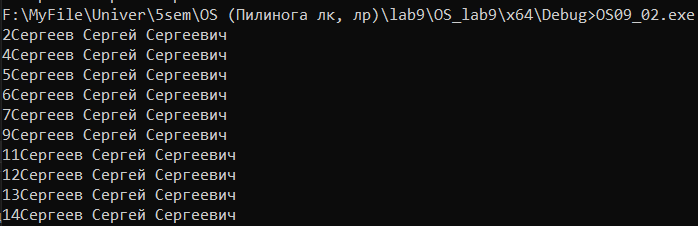 F:\MyFile\Univer\5sem\OS (Пилинога лк, лр)\lab9\OS_lab9\x64\Debug>OS09_02.exe
2Сергеев Сергей Сергеевич
4Сергеев Сергей Сергеевич
5Сергеев Сергей Сергеевич
6Сергеев Сергей Сергеевич
7Сергеев Сергей Сергеевич
9Сергеев Сергей Сергеевич
11Сергеев Сергей Сергеевич
12Сергеев Сергей Сергеевич
13Сергеев Сергей Сергеевич
14Сергеев Сергей Сергеевич